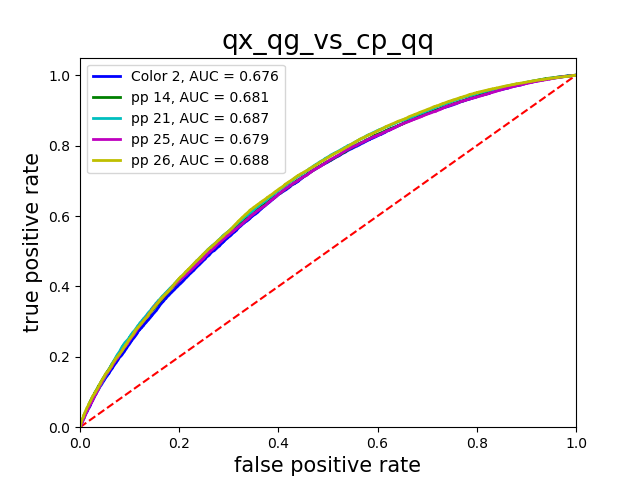 qx_qg_vs_cp_qq
Color 2, AUC = 0.676
pp 14, AUC = 0.681
pp 21, AUC = 0.687
pp 25, AUC = 0.679
pp 26, AUC = 0.688
1.0
0.8
0.6
0.4
0.2
0.0
true positive rate
0.0 0.2 0.4 0.6 0.8 1.0
false positive rate